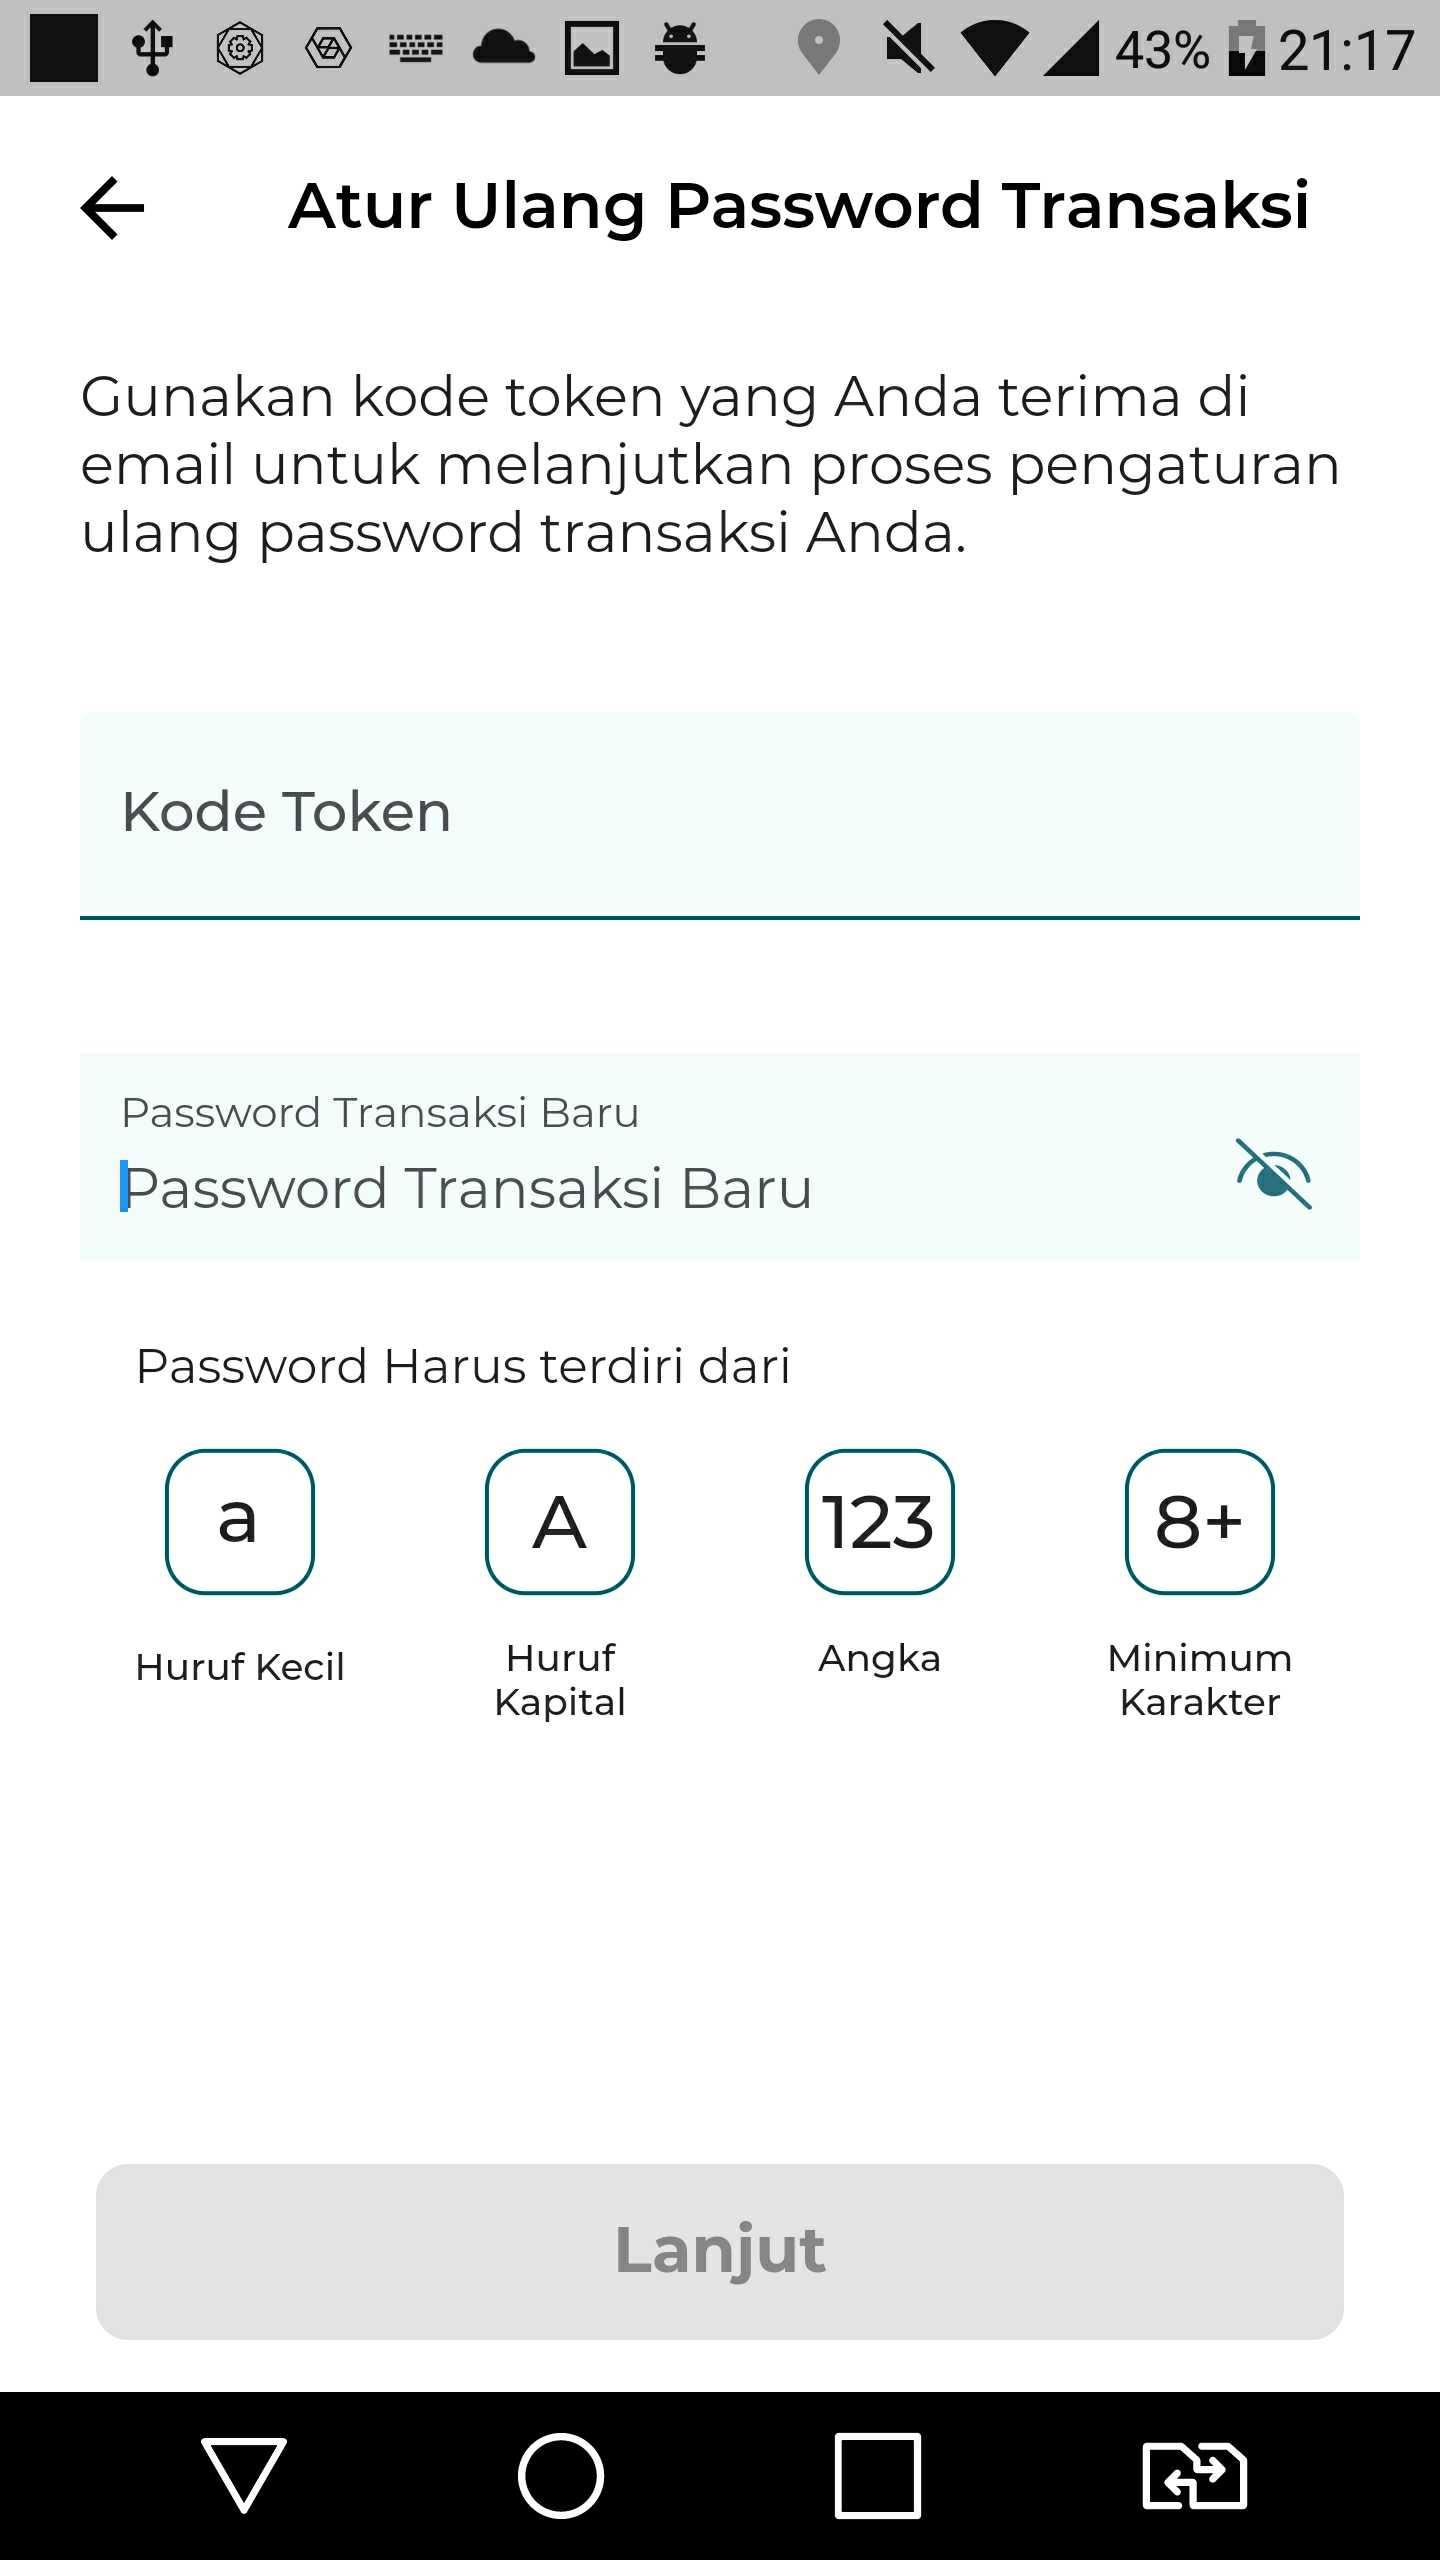 43% 21:17
Atur Ulang Password Transaksi
Gunakan kode token yang Anda terima di
email untuk melanjutkan proses pengaturan
ulang password transaksi Anda.
Kode Token
Password Transaksi Baru
Password Transaksi Baru
Password Harus terdiri dari
a A 123 8+
Huruf Kecil
Huruf
Kapital
Angka
Minimum
Karakter
Lanjut